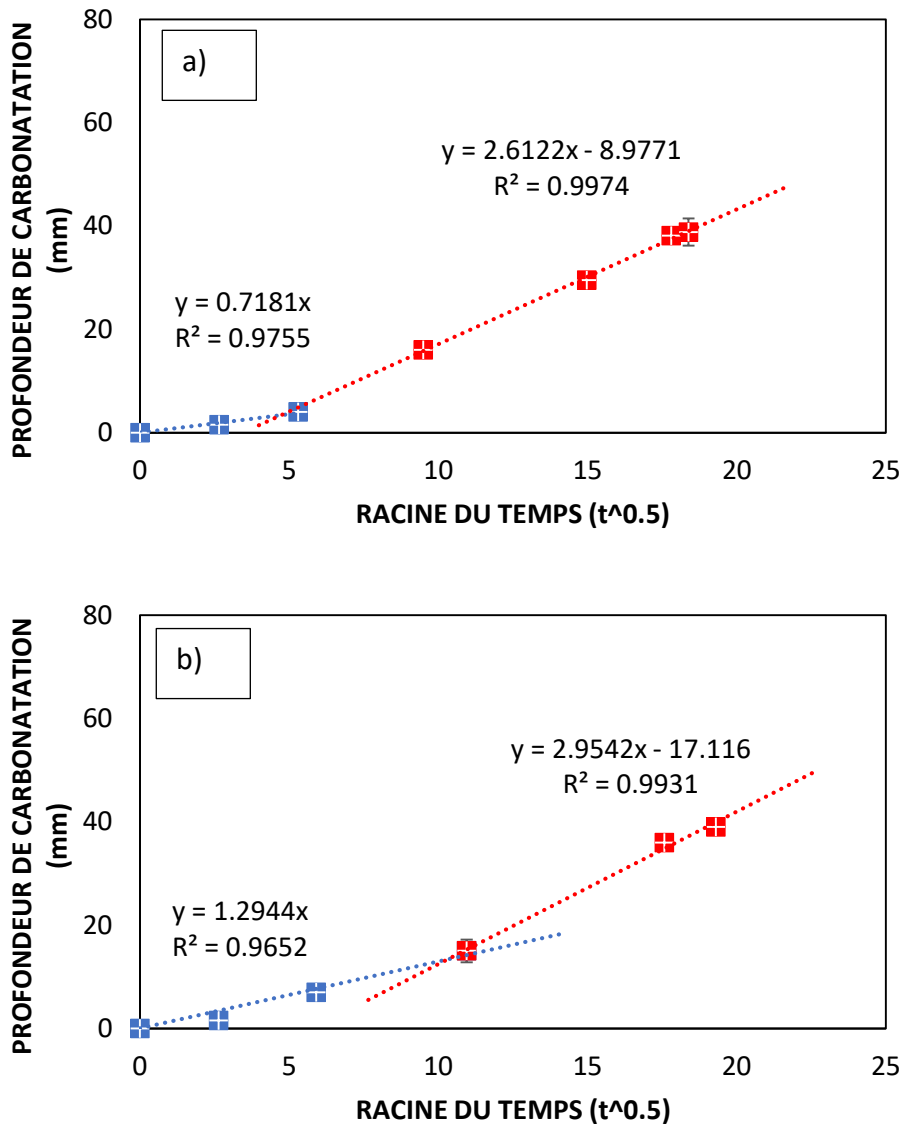 PROFONDEUR DE CARBONATATION
(mm)
80
60
40
20
0
a)
y = 2.6122x - 8.9771
R² = 0.9974
y = 0.7181x
R² = 0.9755
0 5 10 15 20 25
RACINE DU TEMPS (t^0.5)
PROFONDEUR DE CARBONATATION
(mm)
80
60
40
20
0
b)
y = 2.9542x - 17.116
R² = 0.9931
y = 1.2944x
R² = 0.9652
0 5 10 15 20 25
RACINE DU TEMPS (t^0.5)